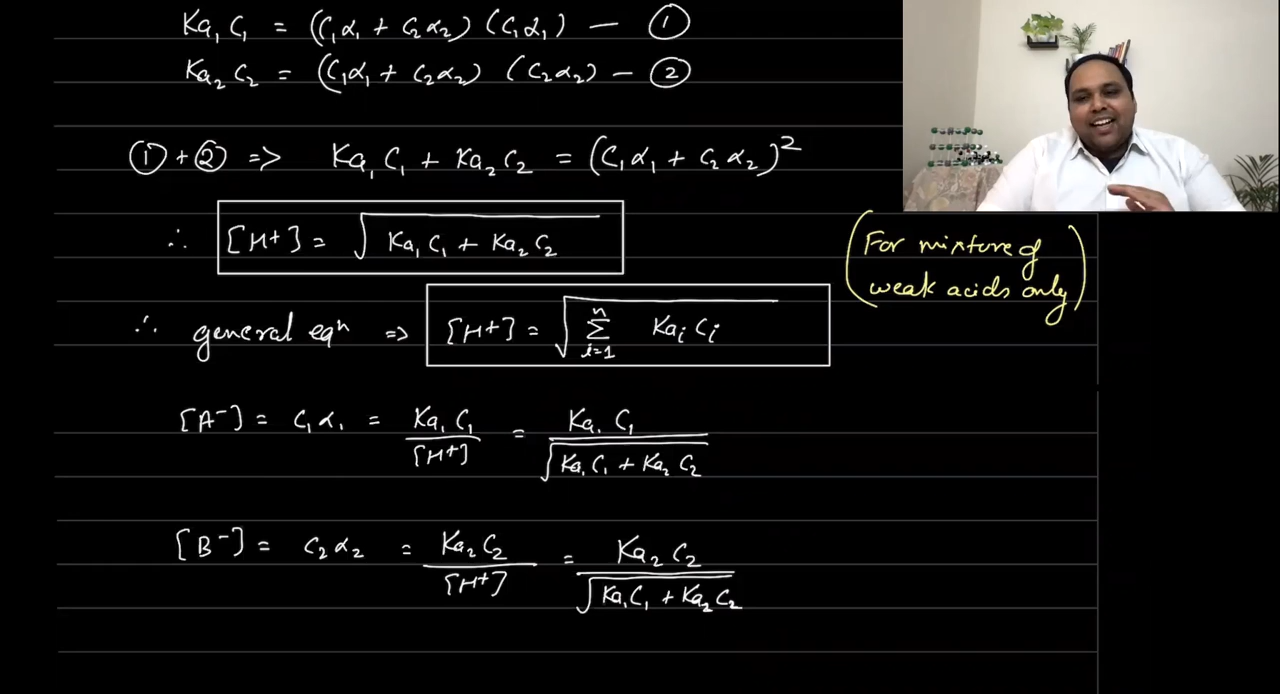 Ka₁ C₁ = (C₁α₁ + C₂α₂) (C₁α₁) — ①
Ka₂ C₂ = (C₁α₁ + C₂α₂) (C₂α₂) — ②
① + ② => Ka₁ C₁ + Ka₂ C₂ = (C₁α₁ + C₂α₂)²
∴ [H+] = √(Ka₁ C₁ + Ka₂ C₂)
(For mixture of
weak acids only)
∴ general eqⁿ => [H+] = √(∑ⁿᵢ₌₁ Kaᵢ Cᵢ)
[A⁻] = C₁α₁ = Ka₁ C₁ / [H+] = Ka₁ C₁ / √(Ka₁ C₁ + Ka₂ C₂)
[B⁻] = C₂α₂ = Ka₂ C₂ / [H+] = Ka₂ C₂ / √(Ka₁ C₁ + Ka₂ C₂)